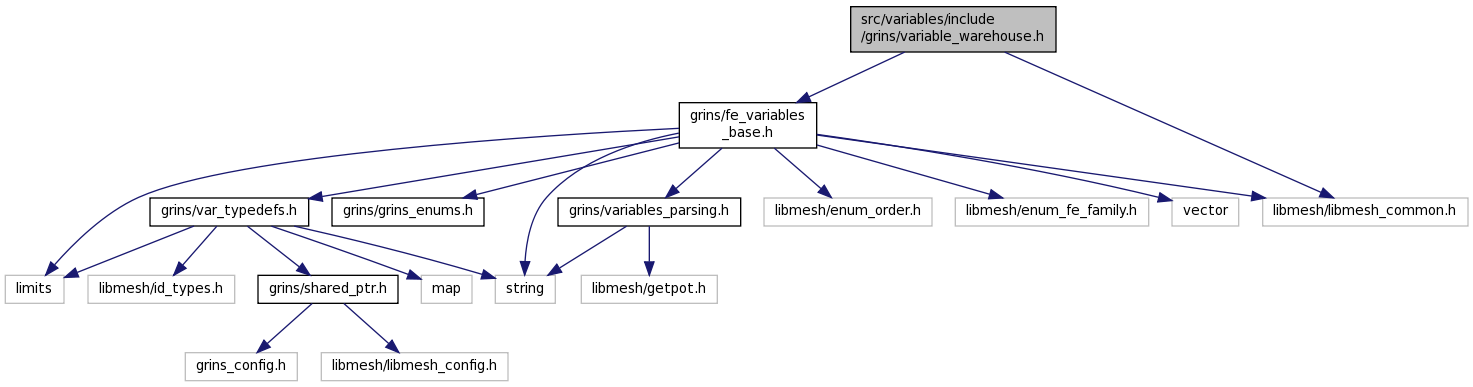 src/variables/include
/grins/variable_warehouse.h
grins/fe_variables
_base.h
grins/var_typedefs.h
grins/grins_enums.h
grins/variables_parsing.h
libmesh/enum_order.h
libmesh/enum_fe_family.h
vector
libmesh/libmesh_common.h
limits
libmesh/id_types.h
grins/shared_ptr.h
map
string
libmesh/getpot.h
grins_config.h
libmesh/libmesh_config.h